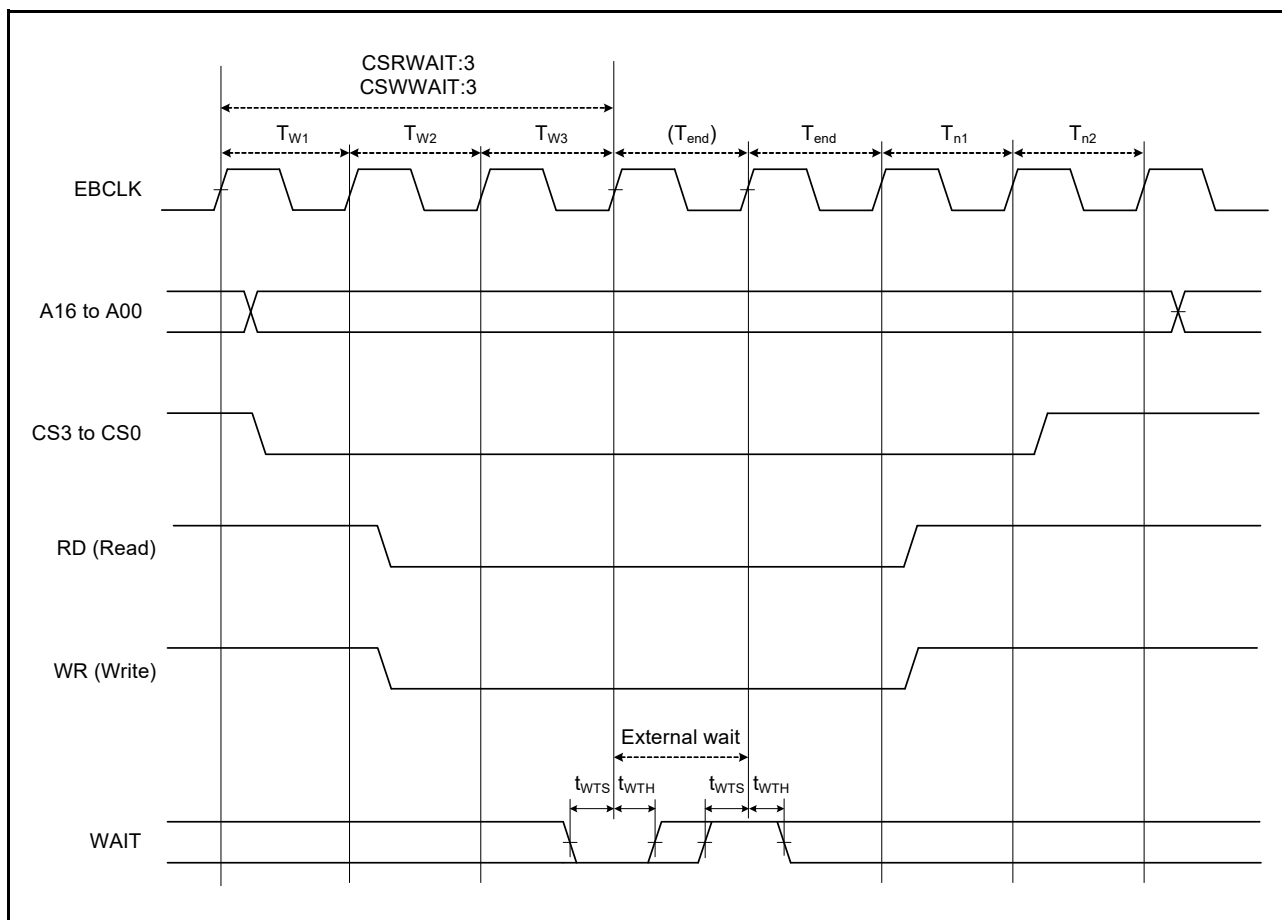 CSRWAIT:3
CSWWAIT:3
TW1 TW2 TW3 (Tend) Tend Tn1 Tn2
EBCLK
A16 to A00
CS3 to CS0
RD (Read)
WR (Write)
External wait
tWTS tWTH tWTS tWTH
WAIT